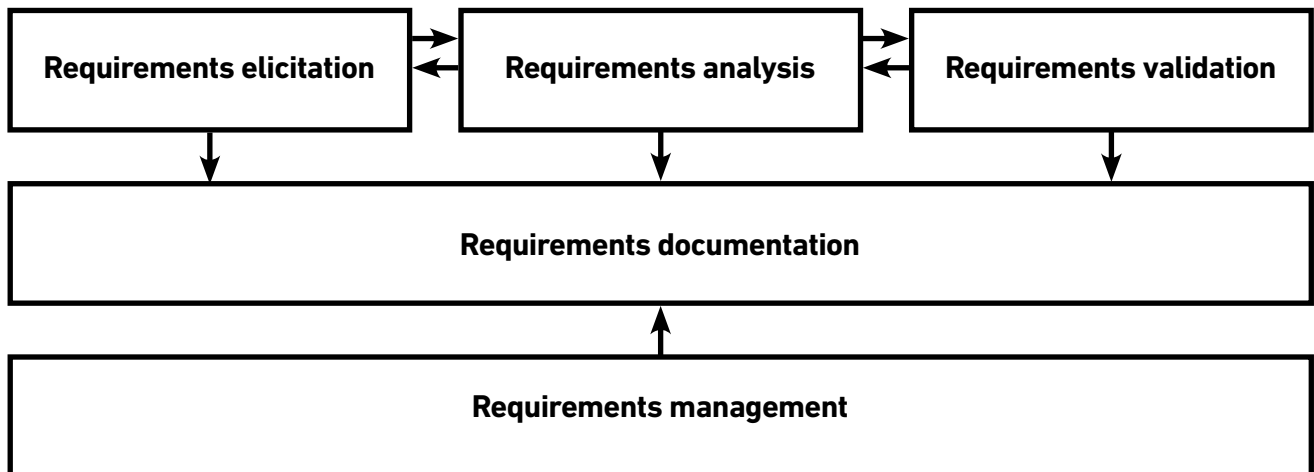 Requirements elicitation
Requirements analysis
Requirements validation
Requirements documentation
Requirements management